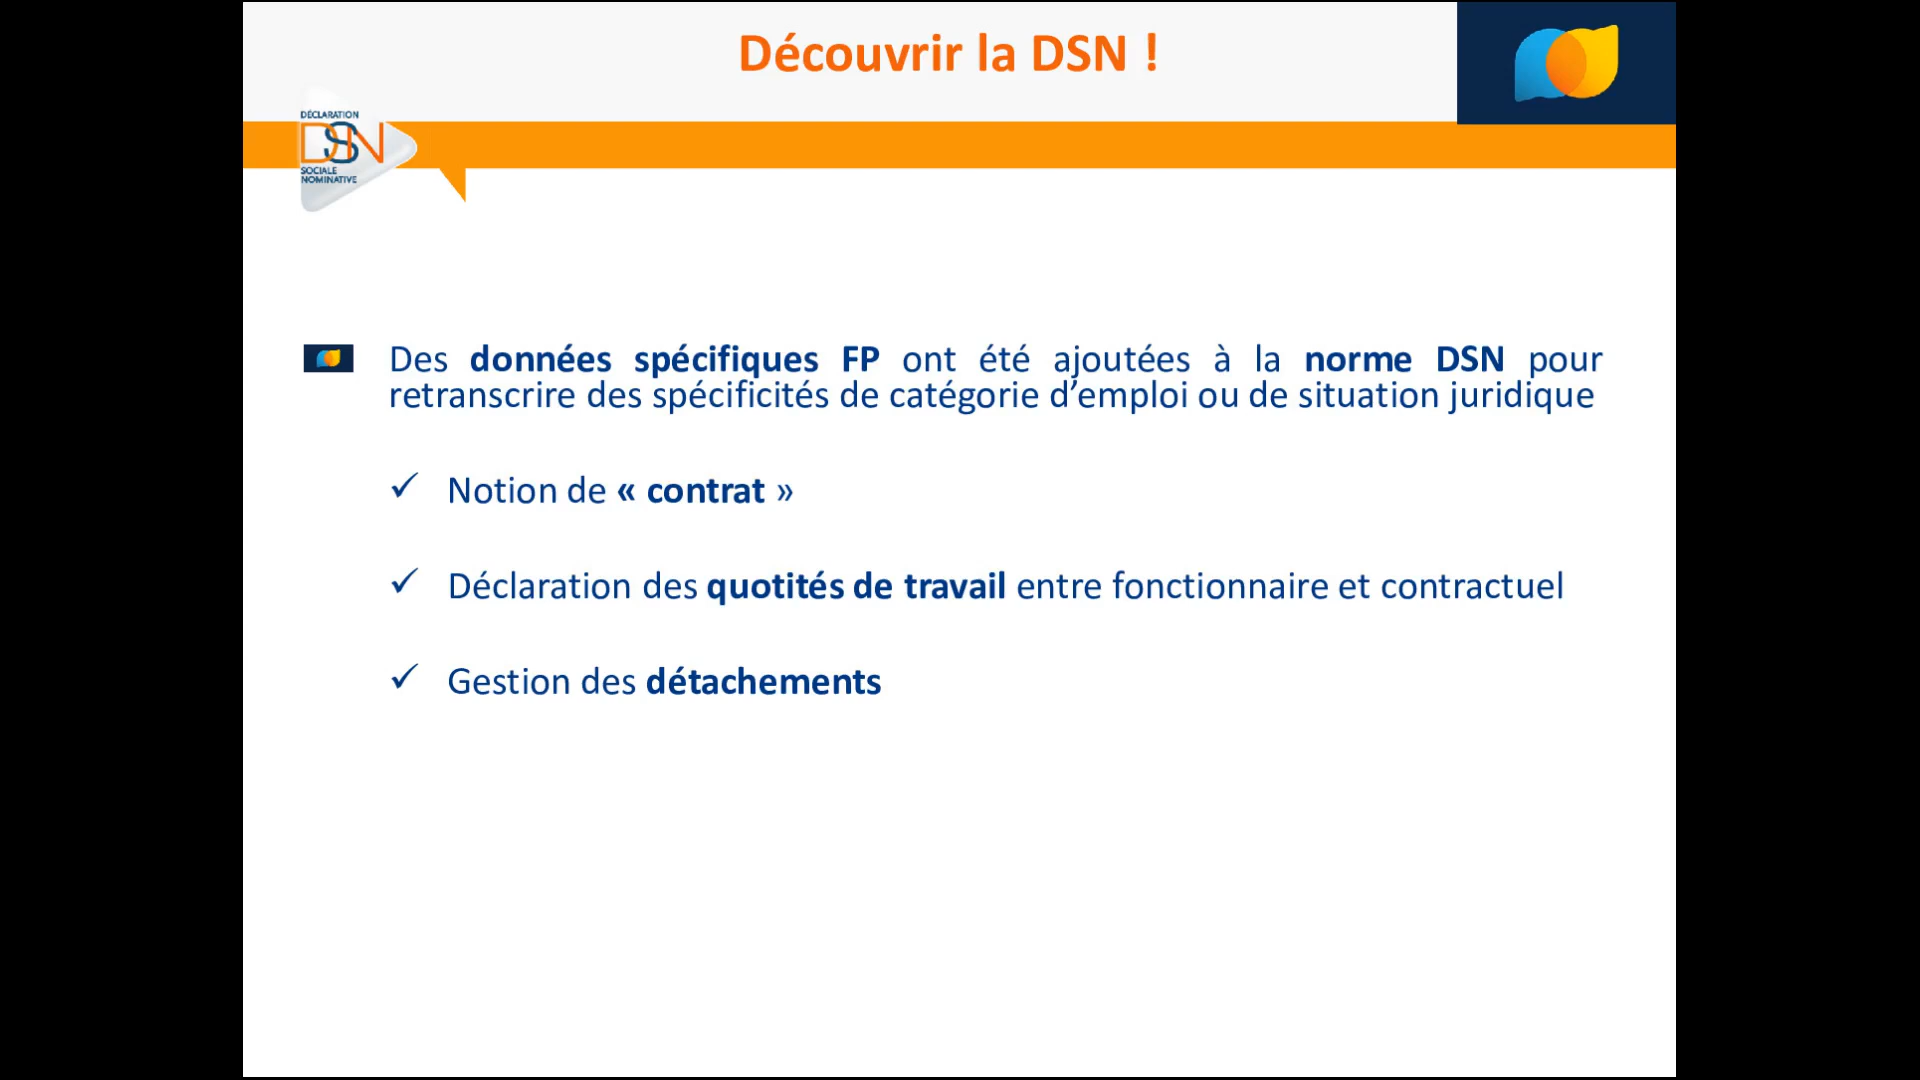 Découvrir la DSN !
DÉCLARATION
DSN
SOCIALE
NOMINATIVE
Des données spécifiques FP ont été ajoutées à la norme DSN pour
retranscrire des spécificités de catégorie d’emploi ou de situation juridique
✓ Notion de « contrat »
✓ Déclaration des quotités de travail entre fonctionnaire et contractuel
✓ Gestion des détachements